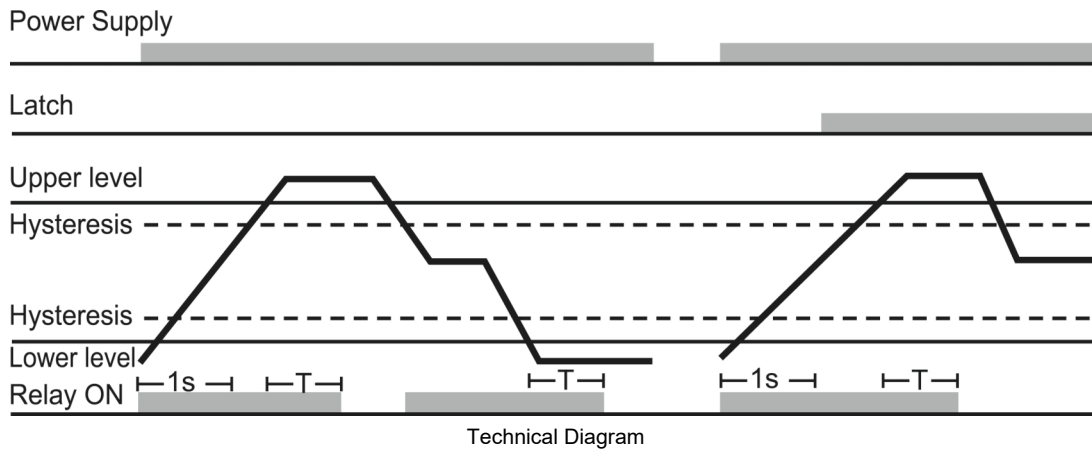 Power Supply
Latch
Upper level
Hysteresis
Hysteresis
Lower level
1s T T 1s T
Relay ON
Technical Diagram